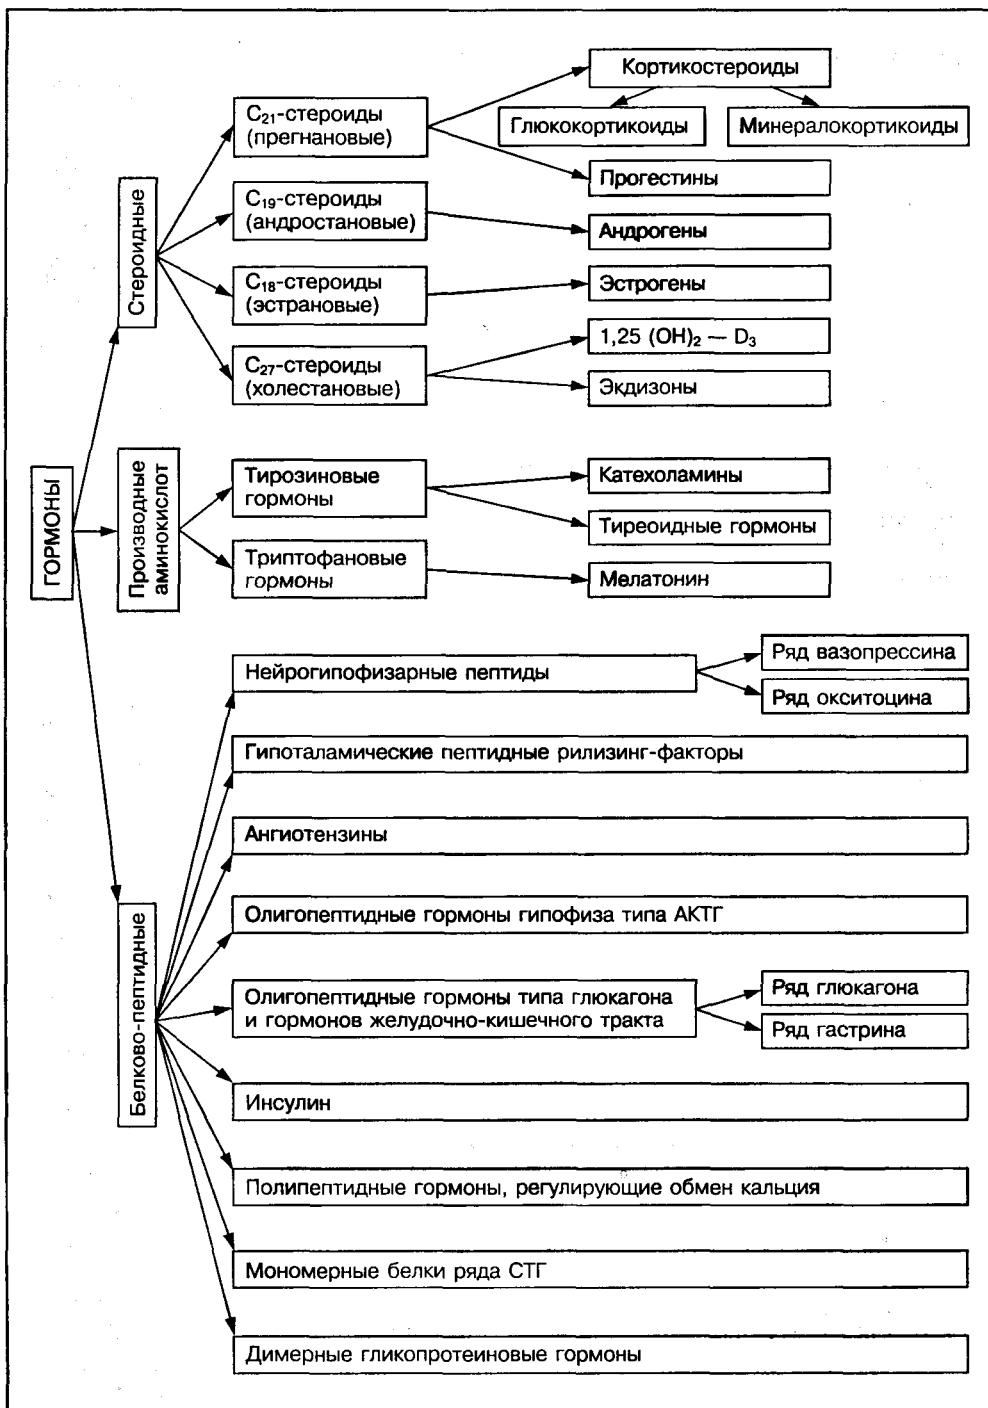 ГОРМОНЫ
Стероидные
C₂₁-стероиды
(прегнановые)
Кортикостероиды
Глюкокортикоиды
Минералокортикоиды
Прогестины
C₁₉-стероиды
(андростановые)
Андрогены
C₁₈-стероиды
(эстрановые)
Эстрогены
C₂₇-стероиды
(холестановые)
1,25 (OH)₂ — D₃
Экдизоны
Производные
аминокислот
Тирозиновые
гормоны
Катехоламины
Тиреоидные гормоны
Триптофановые
гормоны
Мелатонин
Белково-пептидные
Нейрогипофизарные пептиды
Ряд вазопрессина
Ряд окситоцина
Гипоталамические пептидные рилизинг-факторы
Ангиотензины
Олигопептидные гормоны гипофиза типа АКТГ
Олигопептидные гормоны типа глюкагона
и гормонов желудочно-кишечного тракта
Ряд глюкагона
Ряд гастрина
Инсулин
Полипептидные гормоны, регулирующие обмен кальция
Мономерные белки ряда СТГ
Димерные гликопротеиновые гормоны